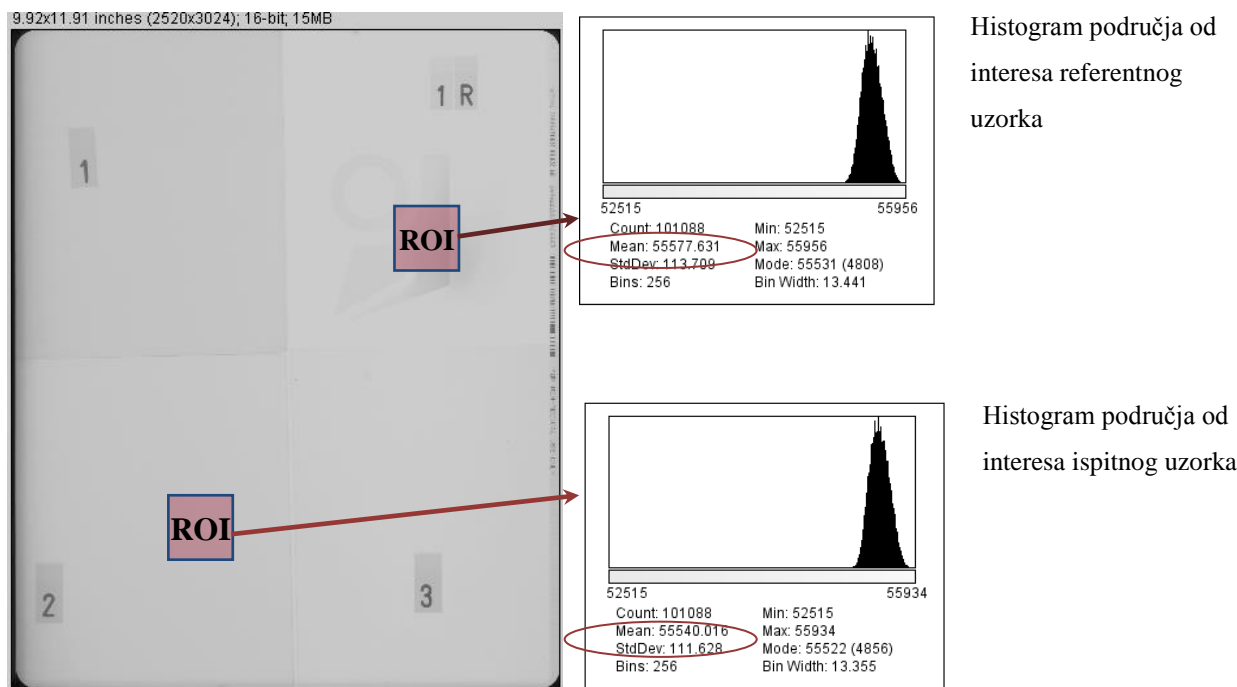 9.92x11.91 inches (2520x3024); 16-bit; 15MB
1 R
1
ROI
ROI
2
3
52515 55956
Count: 101088 Min: 52515
Mean: 55577.631 Max: 55956
StdDev: 113.709 Mode: 55531 (4808)
Bins: 256 Bin Width: 13.441
Histogram područja od
interesa referentnog
uzorka
52515 55934
Count: 101088 Min: 52515
Mean: 55540.016 Max: 55934
StdDev: 111.628 Mode: 55522 (4856)
Bins: 256 Bin Width: 13.355
Histogram područja od
interesa ispitnog uzorka